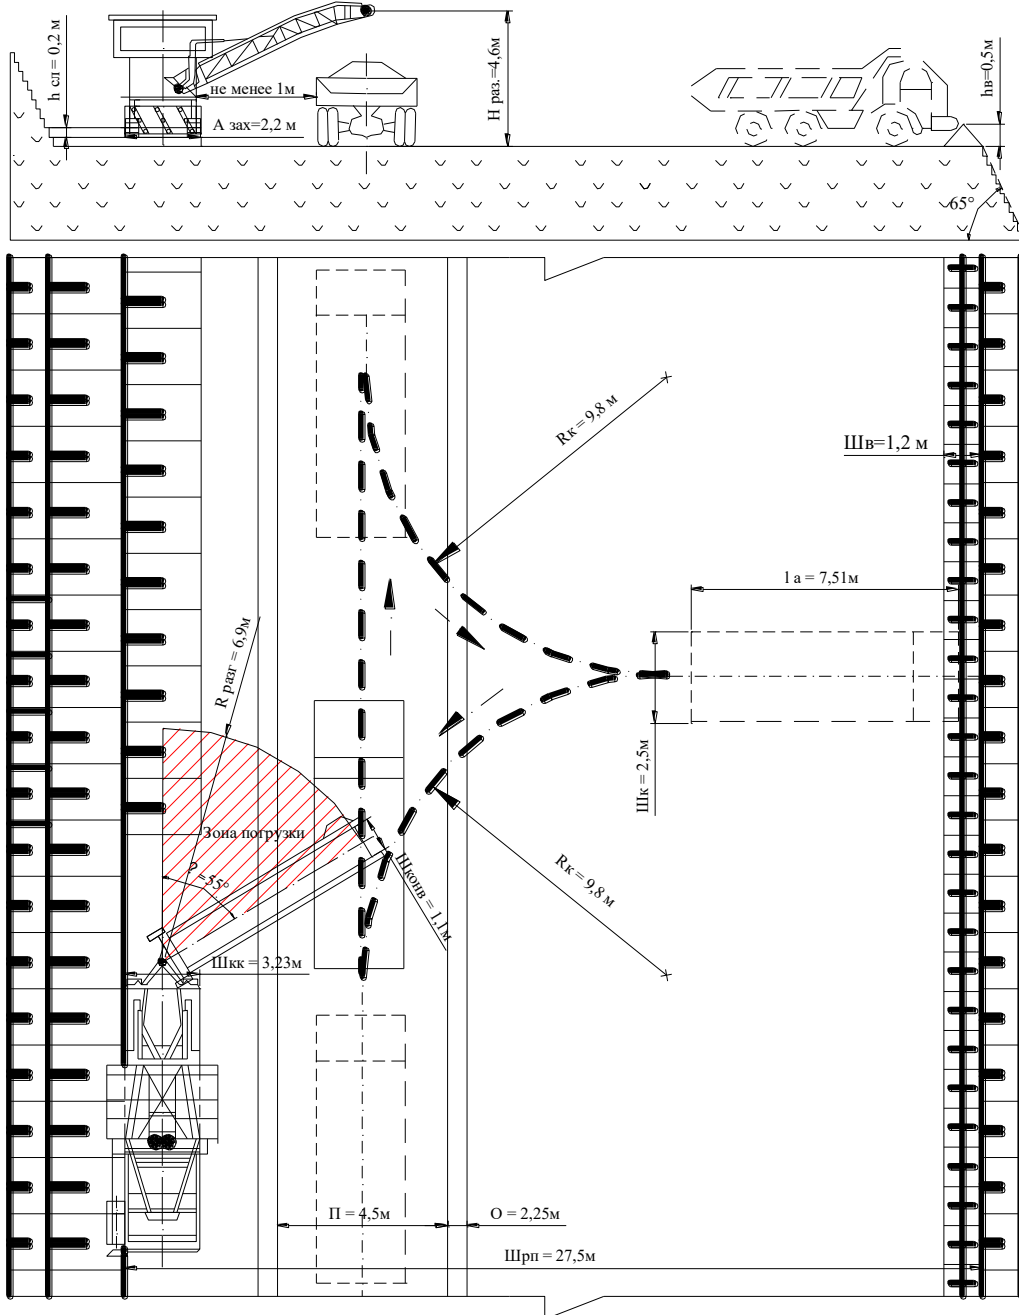 h сл = 0,2 м
не менее 1м
А зах=2,2 м
Н раз.=4,6м
hв=0,5м
65°
Rк = 9,8 м
Шв=1,2 м
l а = 7,51м
R разг = 6,9м
Шк = 2,5м
Зона погрузки
? =55°
Шконв = 1,1м
Rк = 9,8 м
Шкк = 3,23м
П = 4,5м
О = 2,25м
Шрп = 27,5м